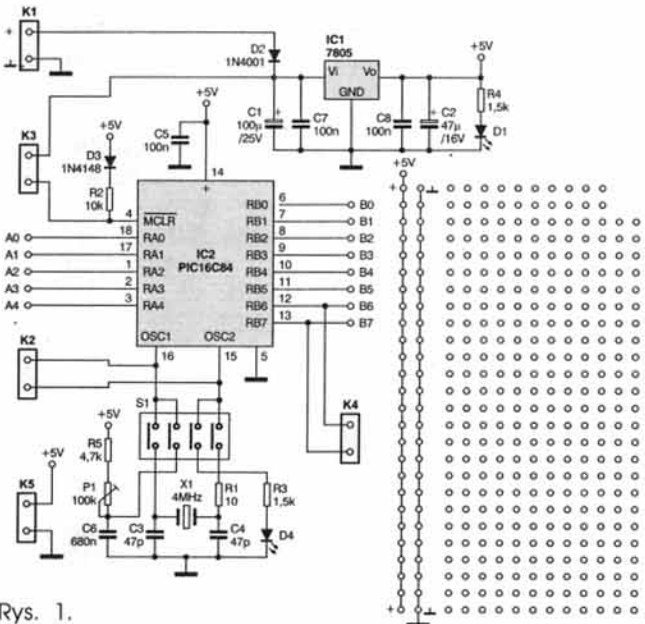 K1
+
⊥
D2
1N4001
IC1
7805
Vi
Vo
GND
+5V
R4
1,5k
D1
C1
100µ
/25V
C7
100n
C8
100n
C2
47µ
/16V
K3
+5V
D3
1N4148
R2
10k
+5V
C5
100n
14
+
4
MCLR
18
RA0
17
RA1
1
RA2
2
RA3
3
RA4
A0
A1
A2
A3
A4
IC2
PIC16C84
RB0
6
B0
RB1
7
B1
RB2
8
B2
RB3
9
B3
RB4
10
B4
RB5
11
B5
RB6
12
B6
RB7
13
B7
OSC1
OSC2
16
15
5
K2
S1
K4
+5V
R5
4,7k
P1
100k
C6
680n
C3
47p
X1
4MHz
R1
10
C4
47p
R3
1,5k
D4
+5V
K5
+5V
+
⊥
+
⊥
Rys. 1.